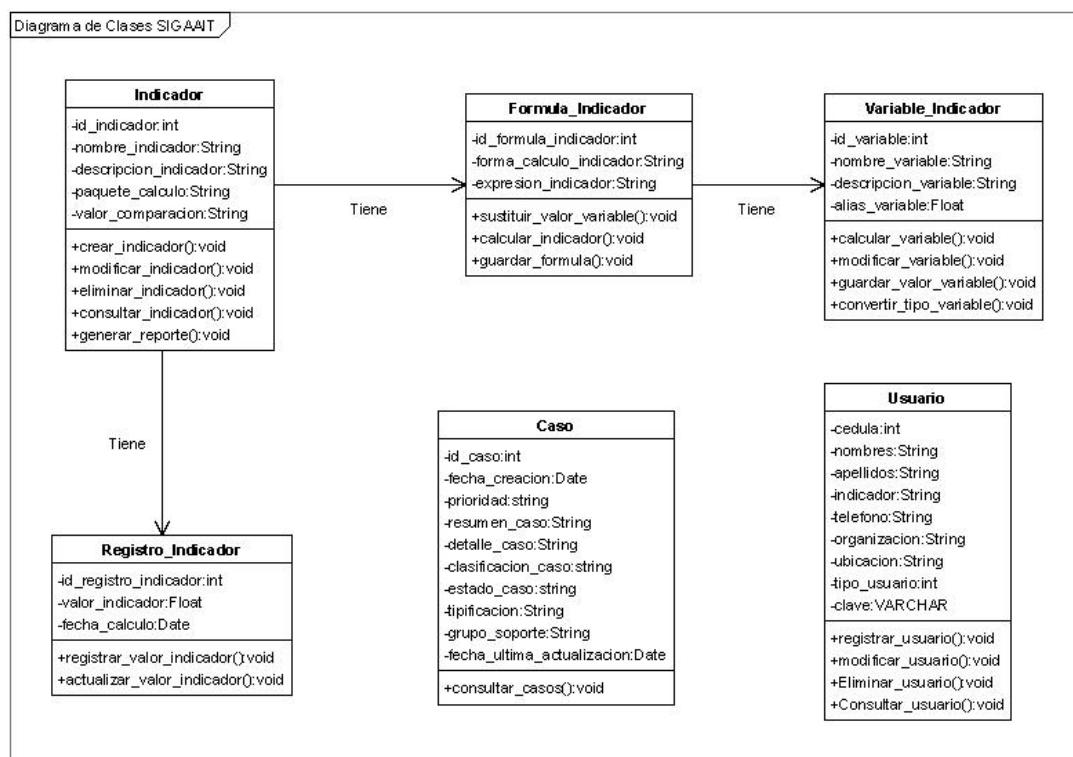 Diagrama de Clases SIGAAIT
Indicador
-id_indicador:int
-nombre_indicador:String
-descripcion_indicador:String
-paquete_calculo:String
-valor_comparacion:String
+crear_indicador():void
+modificar_indicador():void
+eliminar_indicador():void
+consultar_indicador():void
+generar_reporte():void
Tiene
Formula_Indicador
-id_formula_indicador:int
-forma_calculo_indicador:String
-expresion_indicador:String
+sustituir_valor_variable():void
+calcular_indicador():void
+guardar_formula():void
Tiene
Variable_Indicador
-id_variable:int
-nombre_variable:String
-descripcion_variable:String
-alias_variable:Float
+calcular_variable():void
+modificar_variable():void
+guardar_valor_variable():void
+convertir_tipo_variable():void
Tiene
Registro_Indicador
-id_registro_indicador:int
-valor_indicador:Float
-fecha_calculo:Date
+registrar_valor_indicador():void
+actualizar_valor_indicador():void
Caso
-id_caso:int
-fecha_creacion:Date
-prioridad:string
-resumen_caso:String
-detalle_caso:String
-clasificacion_caso:string
-estado_caso:string
-tipificacion:String
-grupo_soporte:String
-fecha_ultima_actualizacion:Date
+consultar_casos():void
Usuario
-cedula:int
-nombres:String
-apellidos:String
-indicador:String
-telefono:String
-organizacion:String
-ubicacion:String
-tipo_usuario:int
-clave:VARCHAR
+registrar_usuario():void
+modificar_usuario():void
+Eliminar_usuario():void
+Consultar_usuario():void